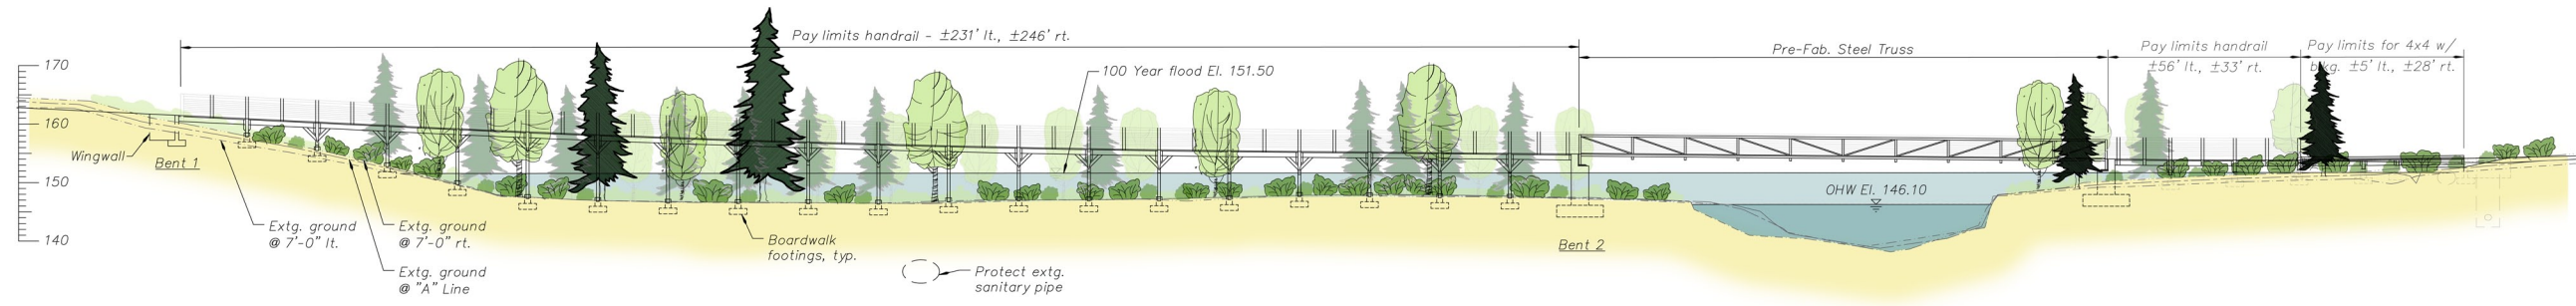 Pay limits handrail - ±231' lt., ±246' rt.
Pre-Fab. Steel Truss
Pay limits handrail
±56' lt., ±33' rt.
Pay limits for 4x4 w/
bkg. ±5' lt., ±28' rt.
170
160
150
140
100 Year flood El. 151.50
Wingwall
Bent 1
OHW El. 146.10
Extg. ground
@ 7'-0" lt.
Extg. ground
@ 7'-0" rt.
Extg. ground
@ "A" Line
Boardwalk
footings, typ.
Protect extg.
sanitary pipe
Bent 2